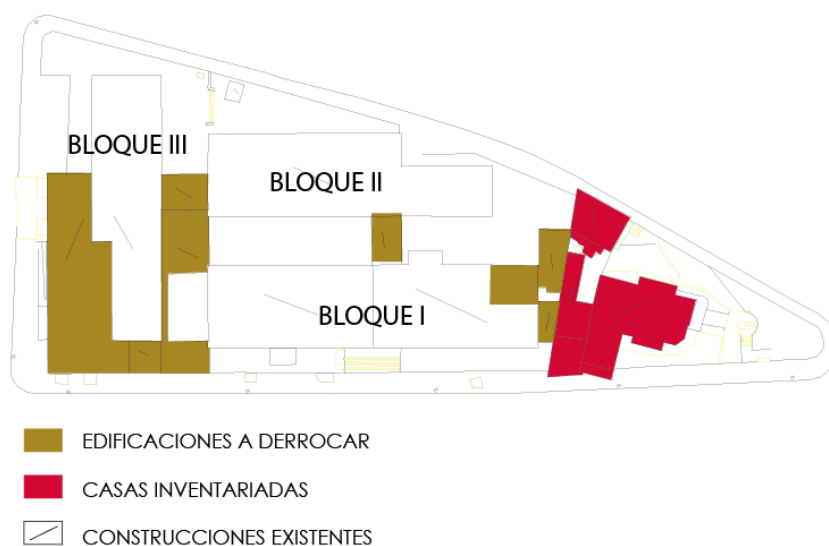 BLOQUE III
BLOQUE II
BLOQUE I
EDIFICACIONES A DERROCAR
CASAS INVENTARIADAS
CONSTRUCCIONES EXISTENTES